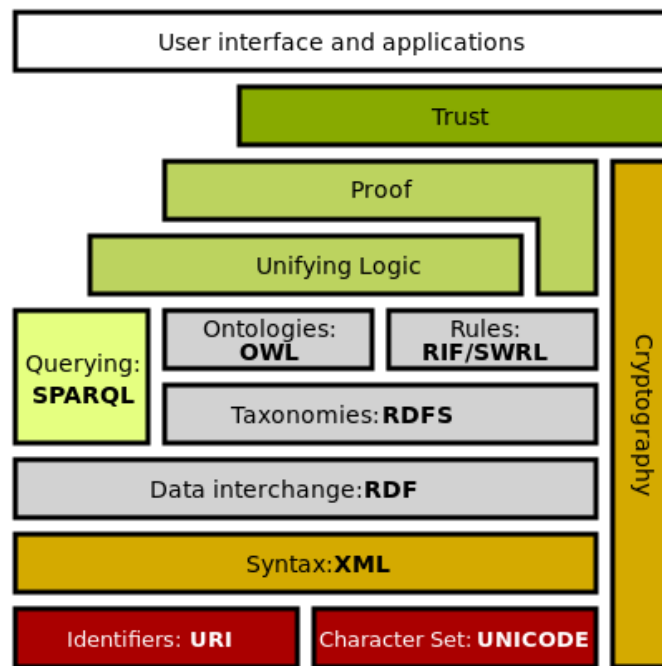 User interface and applications
Trust
Proof
Unifying Logic
Querying:
SPARQL
Ontologies:
OWL
Rules:
RIF/SWRL
Taxonomies:RDFS
Data interchange:RDF
Syntax:XML
Identifiers: URI
Character Set: UNICODE
Cryptography